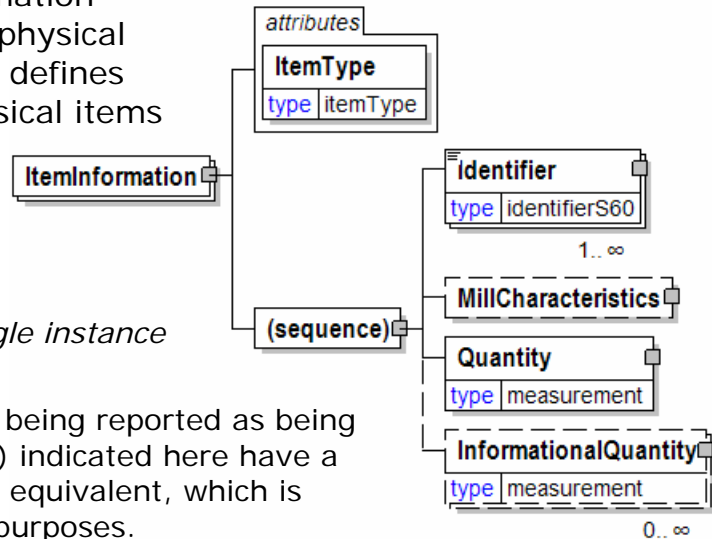 mation
physical
defines
sical items
gle instance
being reported as being
) indicated here have a
equivalent, which is
purposes.
attributes
ItemType
type itemType
ItemInformation
(sequence)
Identifier
type identifierS60
1..∞
MillCharacteristics
Quantity
type measurement
InformationalQuantity
type measurement
0..∞